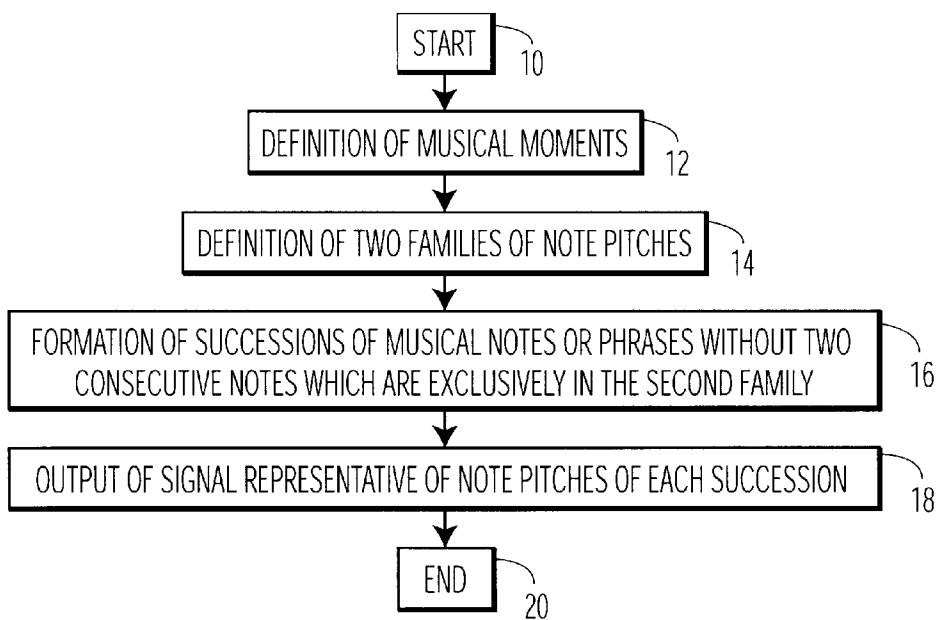 START
10
DEFINITION OF MUSICAL MOMENTS
12
DEFINITION OF TWO FAMILIES OF NOTE PITCHES
14
FORMATION OF SUCCESSIONS OF MUSICAL NOTES OR PHRASES WITHOUT TWO
CONSECUTIVE NOTES WHICH ARE EXCLUSIVELY IN THE SECOND FAMILY
16
OUTPUT OF SIGNAL REPRESENTATIVE OF NOTE PITCHES OF EACH SUCCESSION
18
END
20